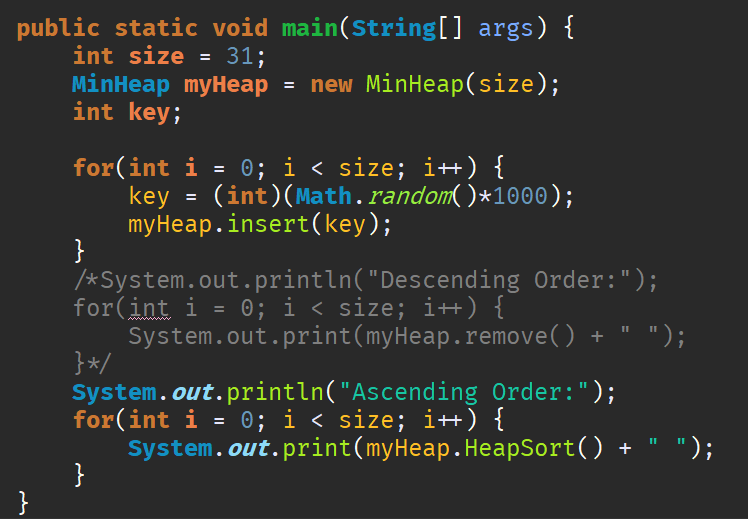 public static void main(String[] args) {
    int size = 31;
    MinHeap myHeap = new MinHeap(size);
    int key;

    for(int i = 0; i < size; i++) {
        key = (int)(Math.random()*1000);
        myHeap.insert(key);
    }
    /*System.out.println("Descending Order:");
    for(int i = 0; i < size; i++) {
        System.out.print(myHeap.remove() + " ");
    }*/
    System.out.println("Ascending Order:");
    for(int i = 0; i < size; i++) {
        System.out.print(myHeap.HeapSort() + " ");
    }
}